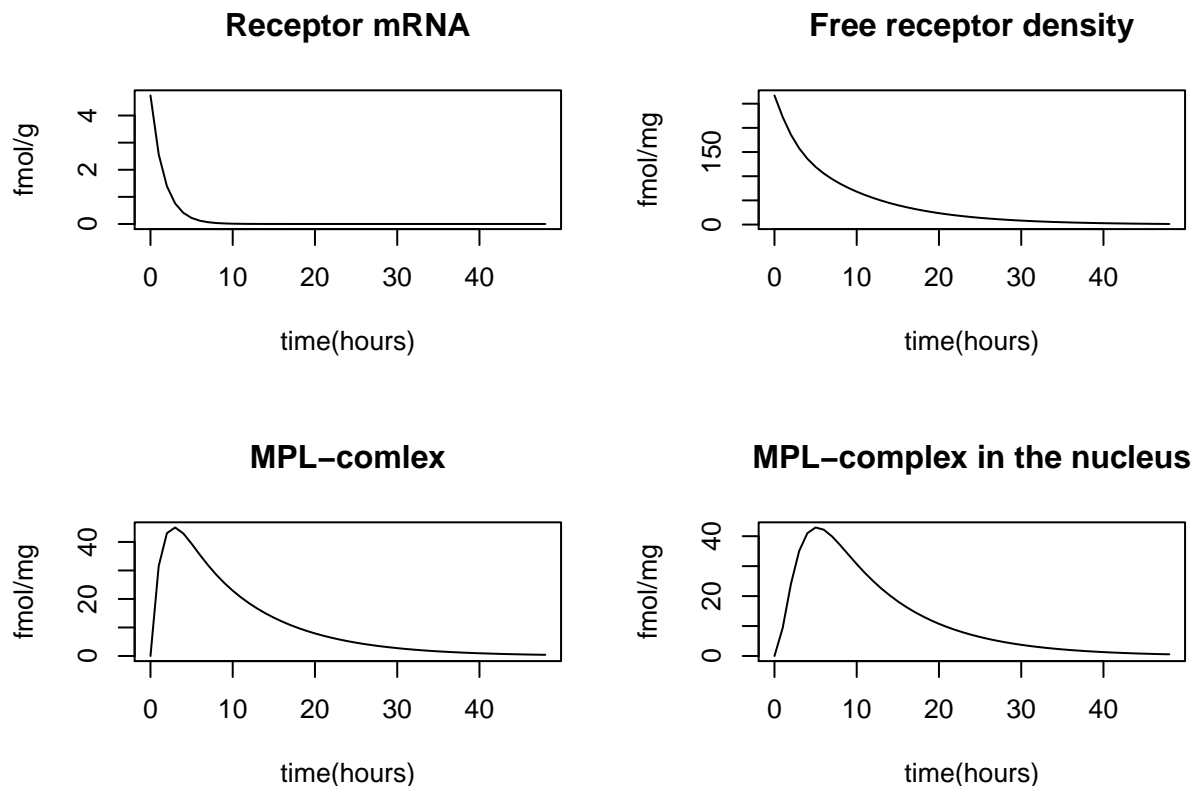 Receptor mRNA
fmol/g
0 2 4
0 10 20 30 40
time(hours)
Free receptor density
fmol/mg
0 150
0 10 20 30 40
time(hours)
MPL−comlex
fmol/mg
0 20 40
0 10 20 30 40
time(hours)
MPL−complex in the nucleus
fmol/mg
0 20 40
0 10 20 30 40
time(hours)